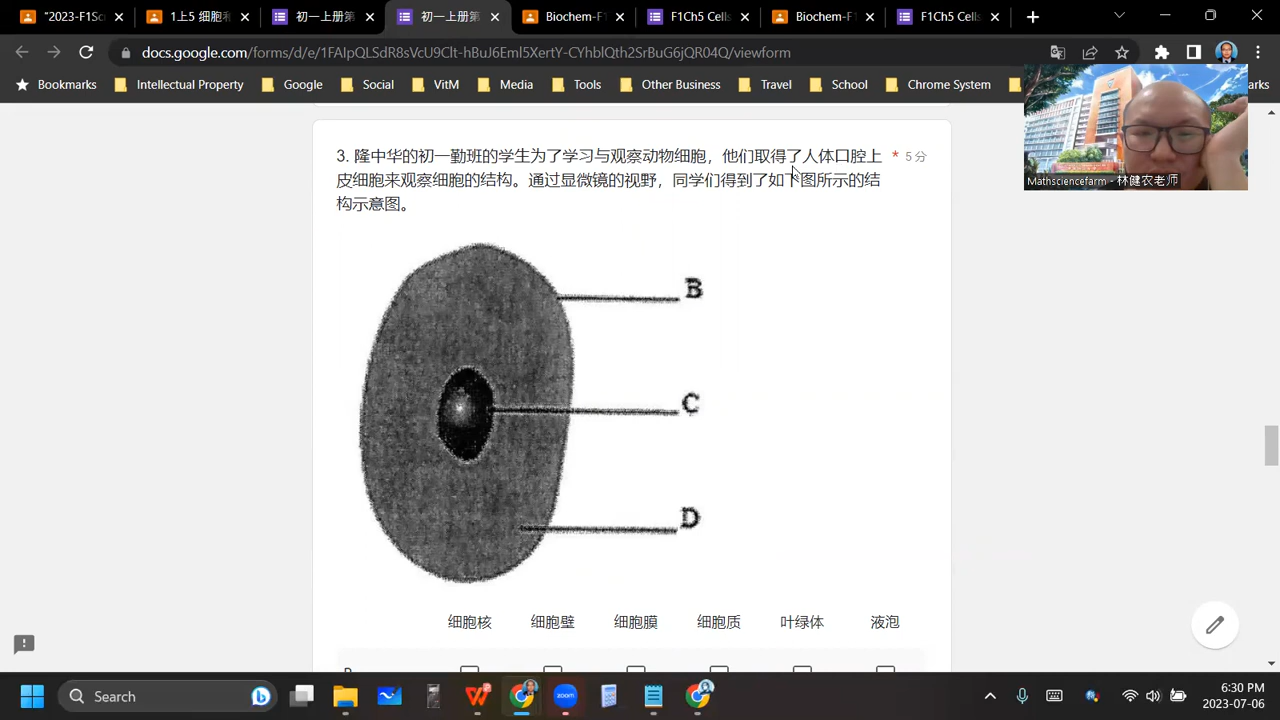 "2023-F1Sc
1上5 细胞和
初一上册第
初一上册第
Biochem-F1
F1Ch5 Cells
Biochem-F1
F1Ch5 Cells
docs.google.com/forms/d/e/1FAIpQLSdR8sVcU9Clt-hBuJ6Eml5XertY-CYhblQth2SrBuG6jQR04Q/viewform
Bookmarks
Intellectual Property
Google
Social
VitM
Media
Tools
Other Business
Travel
School
Chrome System
Mathsciencefarm - 林健农老师
3.隆中华的初一勤班的学生为了学习与观察动物细胞，他们取得了人体口腔上 * 5 分
皮细胞来观察细胞的结构。通过显微镜的视野，同学们得到了如下图所示的结
构示意图。
B
C
D
细胞核 细胞壁 细胞膜 细胞质 叶绿体 液泡
Search
6:30 PM
2023-07-06